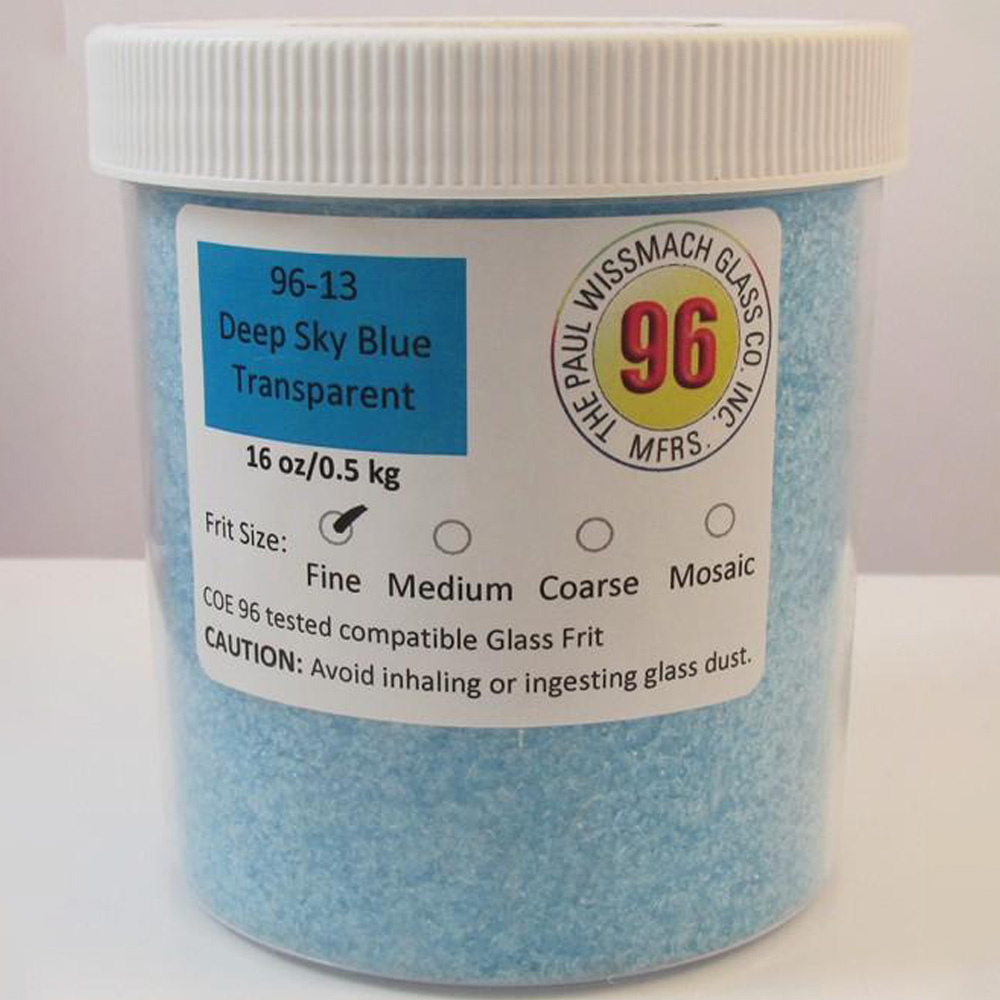 96-13
Deep Sky Blue
Transparent
16 oz/0.5 kg
THE PAUL WISSMACH GLASS CO. INC.
MFRS.
96
Frit Size:
Fine Medium Coarse Mosaic
COE 96 tested compatible Glass Frit
CAUTION: Avoid inhaling or ingesting glass dust.